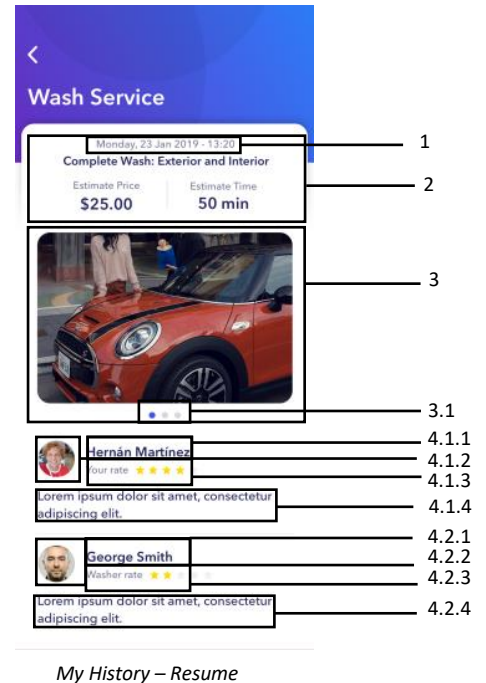 Wash Service
Monday, 23 Jan 2019 - 13:20
1
Complete Wash: Exterior and Interior
2
Estimate Price
Estimate Time
$25.00
50 min
3
3.1
4.1.1
Hernán Martínez
4.1.2
Your rate
4.1.3
Lorem ipsum dolor sit amet, consectetur
4.1.4
adipiscing elit.
4.2.1
George Smith
4.2.2
Washer rate
4.2.3
Lorem ipsum dolor sit amet, consectetur
4.2.4
adipiscing elit.
My History – Resume